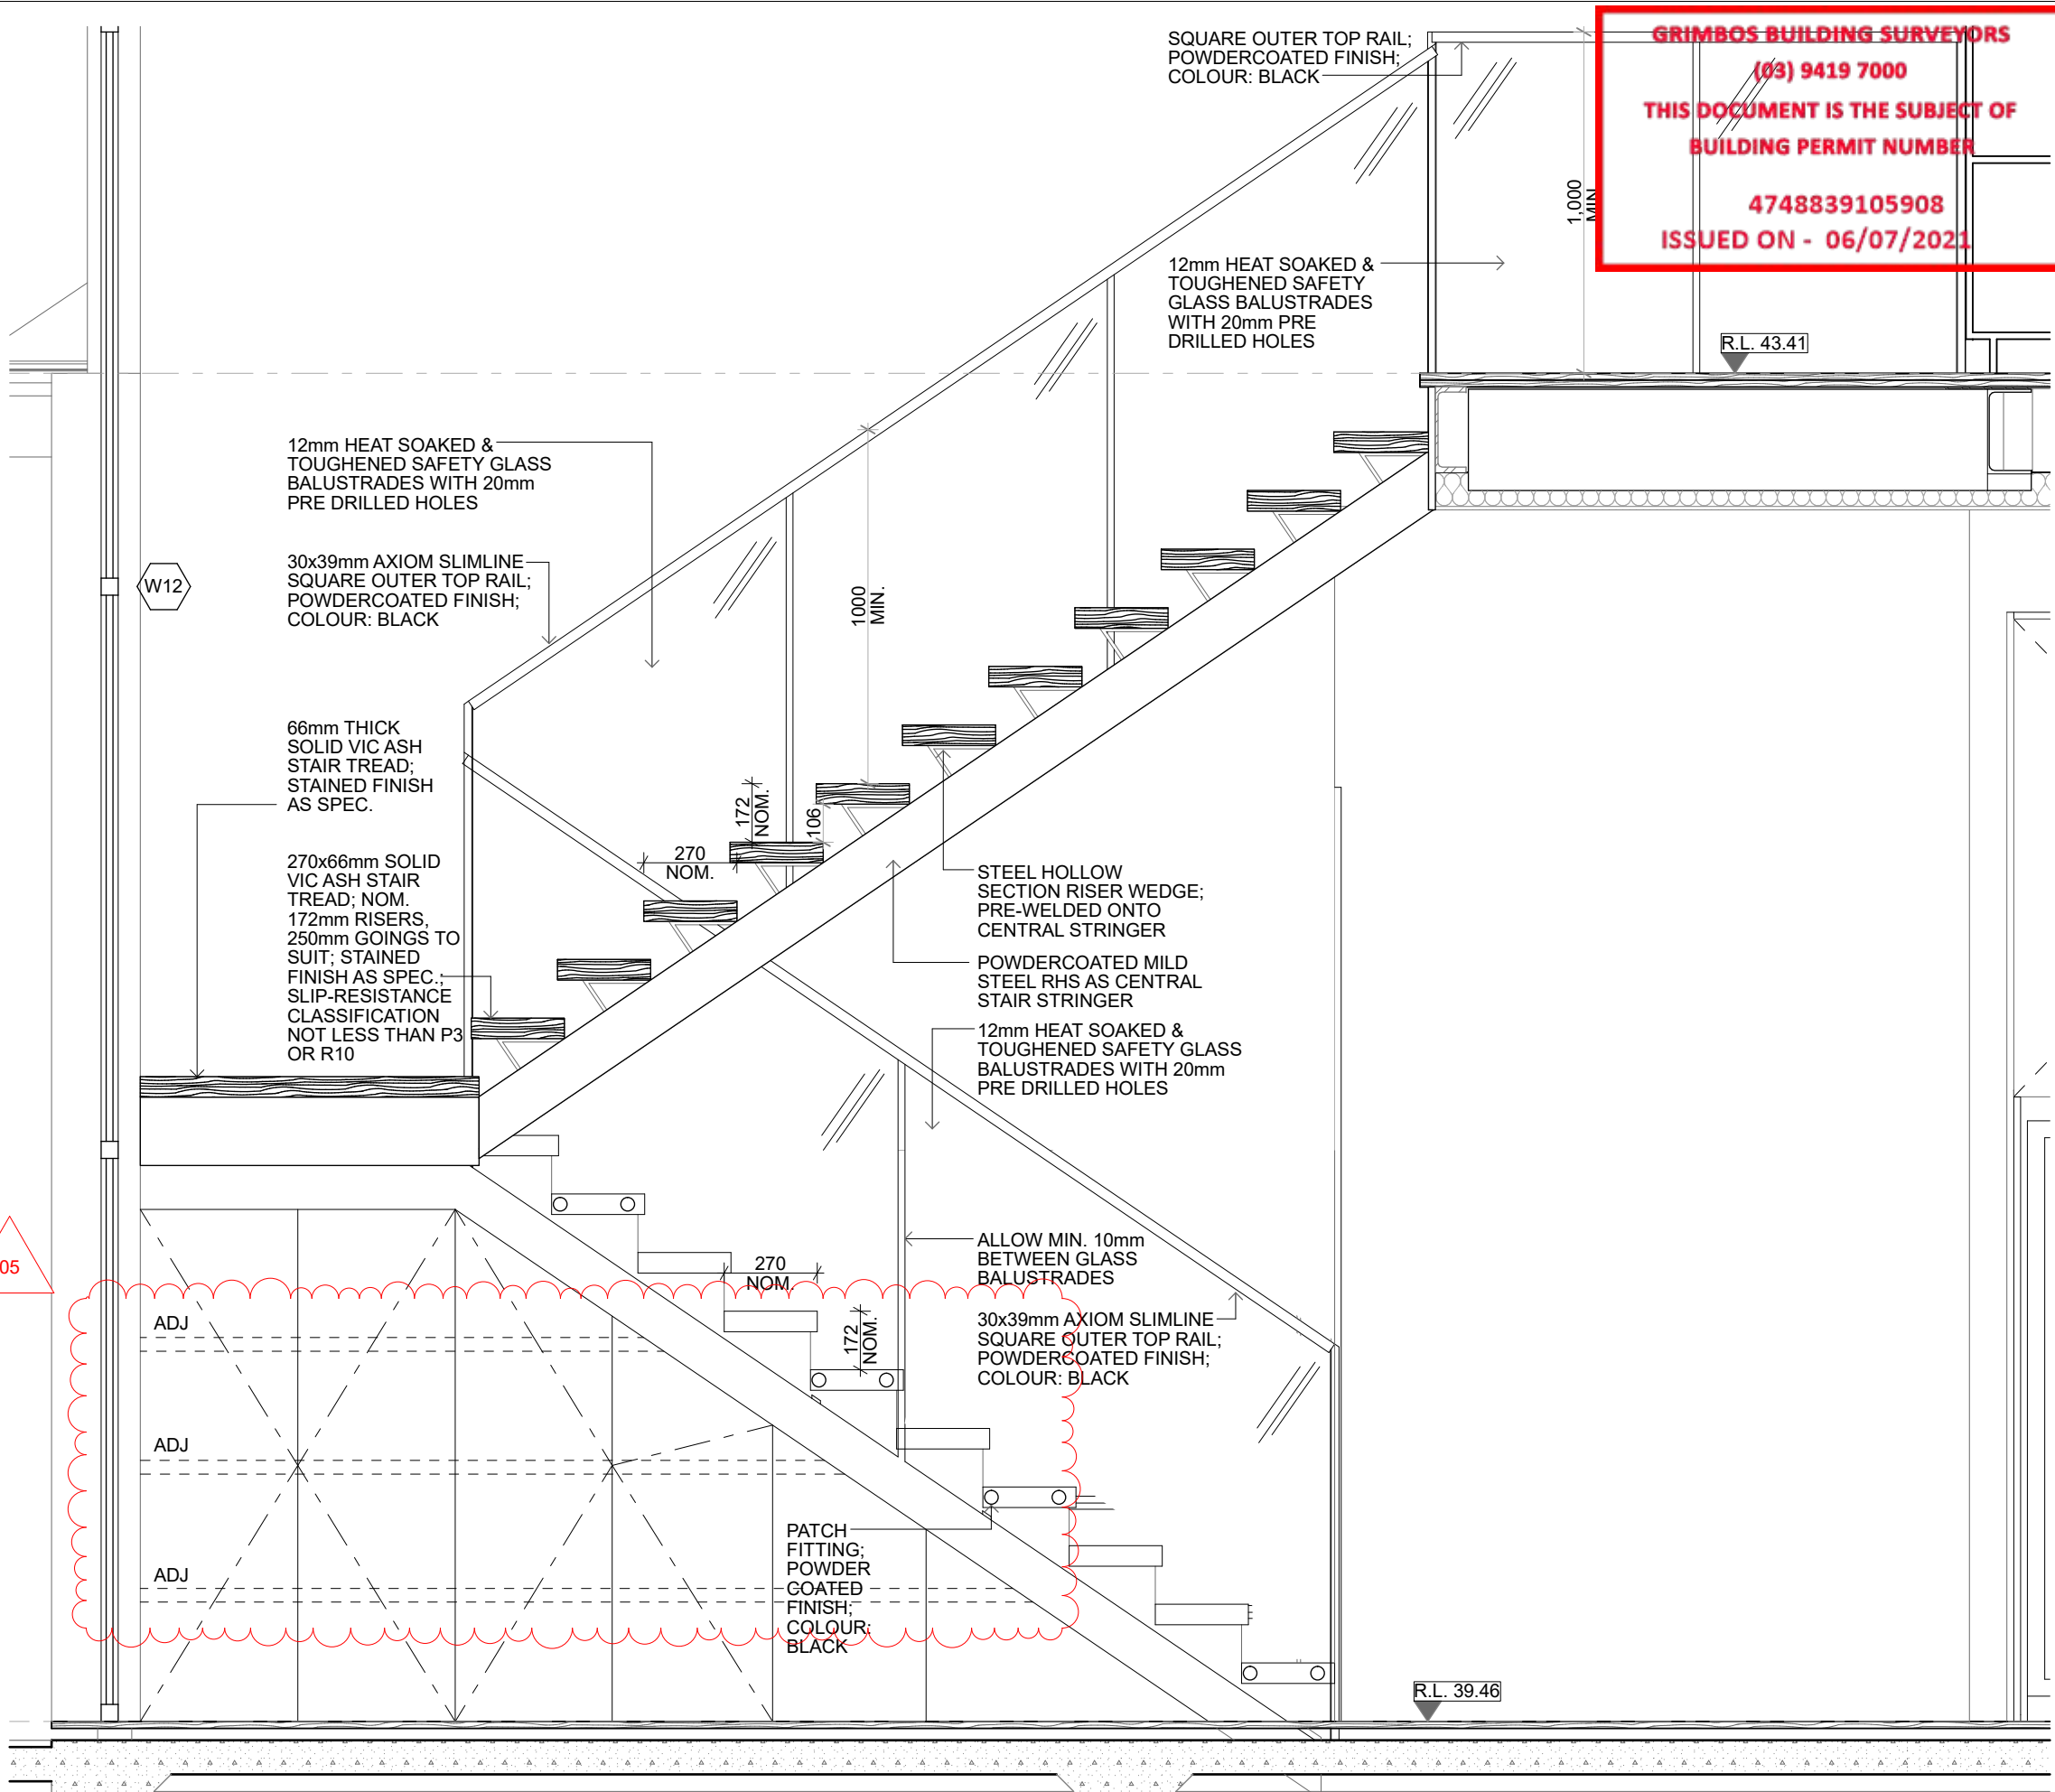 SQUARE OUTER TOP RAIL;
POWDERCOATED FINISH;
COLOUR: BLACK
GRIMBOS BUILDING SURVEYORS
(03) 9419 7000
THIS DOCUMENT IS THE SUBJECT OF
BUILDING PERMIT NUMBER
4748839105908
ISSUED ON - 06/07/2021
1,000
MIN.
12mm HEAT SOAKED &
TOUGHENED SAFETY
GLASS BALUSTRADES
WITH 20mm PRE
DRILLED HOLES
R.L. 43.41
12mm HEAT SOAKED &
TOUGHENED SAFETY GLASS
BALUSTRADES WITH 20mm
PRE DRILLED HOLES
W12
30x39mm AXIOM SLIMLINE
SQUARE OUTER TOP RAIL;
POWDERCOATED FINISH;
COLOUR: BLACK
1000
MIN.
66mm THICK
SOLID VIC ASH
STAIR TREAD;
STAINED FINISH
AS SPEC.
172
NOM.
106
270
NOM.
270x66mm SOLID
VIC ASH STAIR
TREAD; NOM.
172mm RISERS,
250mm GOINGS TO
SUIT; STAINED
FINISH AS SPEC.;
SLIP-RESISTANCE
CLASSIFICATION
NOT LESS THAN P3
OR R10
STEEL HOLLOW
SECTION RISER WEDGE;
PRE-WELDED ONTO
CENTRAL STRINGER
POWDERCOATED MILD
STEEL RHS AS CENTRAL
STAIR STRINGER
12mm HEAT SOAKED &
TOUGHENED SAFETY GLASS
BALUSTRADES WITH 20mm
PRE DRILLED HOLES
05
ALLOW MIN. 10mm
BETWEEN GLASS
BALUSTRADES
270
NOM.
ADJ
172
NOM.
30x39mm AXIOM SLIMLINE
SQUARE OUTER TOP RAIL;
POWDERCOATED FINISH;
COLOUR: BLACK
ADJ
PATCH
FITTING;
POWDER
COATED
FINISH;
COLOUR:
BLACK
ADJ
R.L. 39.46